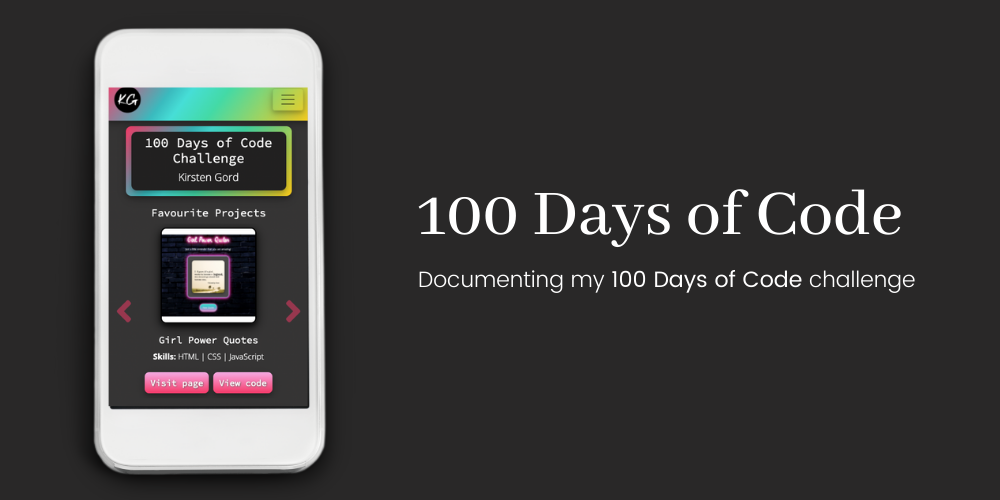 KG
100 Days of Code
Challenge
Kirsten Gord
Favourite Projects
Girl Power Quotes
Girl Power Quotes
Skills: HTML | CSS | JavaScript
Visit page
View code
100 Days of Code
Documenting my 100 Days of Code challenge